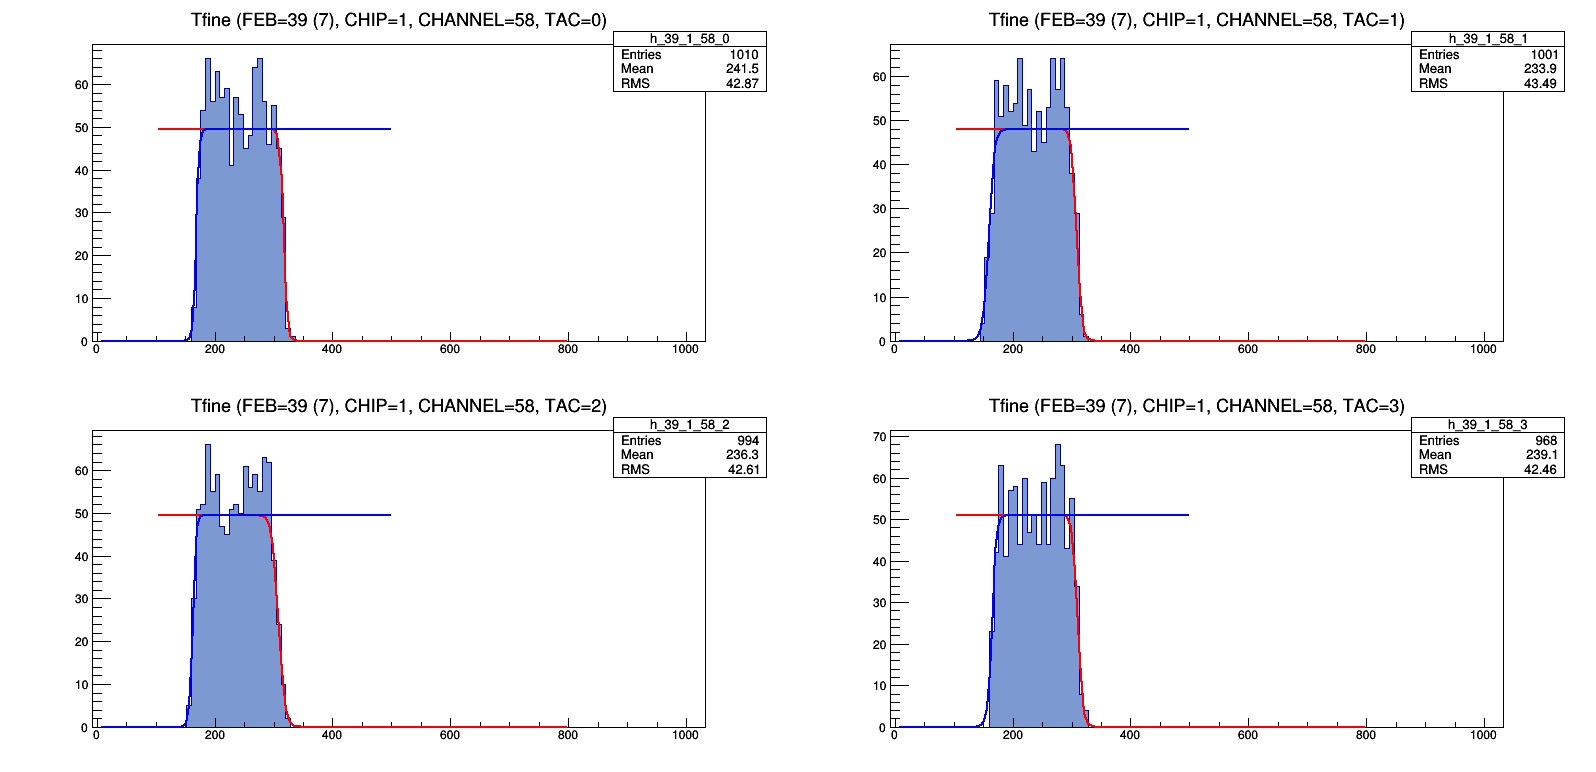 Tfine (FEB=39 (7), CHIP=1, CHANNEL=58, TAC=0)
h_39_1_58_0
Entries 1010
Mean 241.5
RMS 42.87
60
50
40
30
20
10
0
0 200 400 600 800 1000
Tfine (FEB=39 (7), CHIP=1, CHANNEL=58, TAC=1)
h_39_1_58_1
Entries 1001
Mean 233.9
RMS 43.49
60
50
40
30
20
10
0
0 200 400 600 800 1000
Tfine (FEB=39 (7), CHIP=1, CHANNEL=58, TAC=2)
h_39_1_58_2
Entries 994
Mean 236.3
RMS 42.61
60
50
40
30
20
10
0
0 200 400 600 800 1000
Tfine (FEB=39 (7), CHIP=1, CHANNEL=58, TAC=3)
h_39_1_58_3
Entries 968
Mean 239.1
RMS 42.46
70
60
50
40
30
20
10
0
0 200 400 600 800 1000